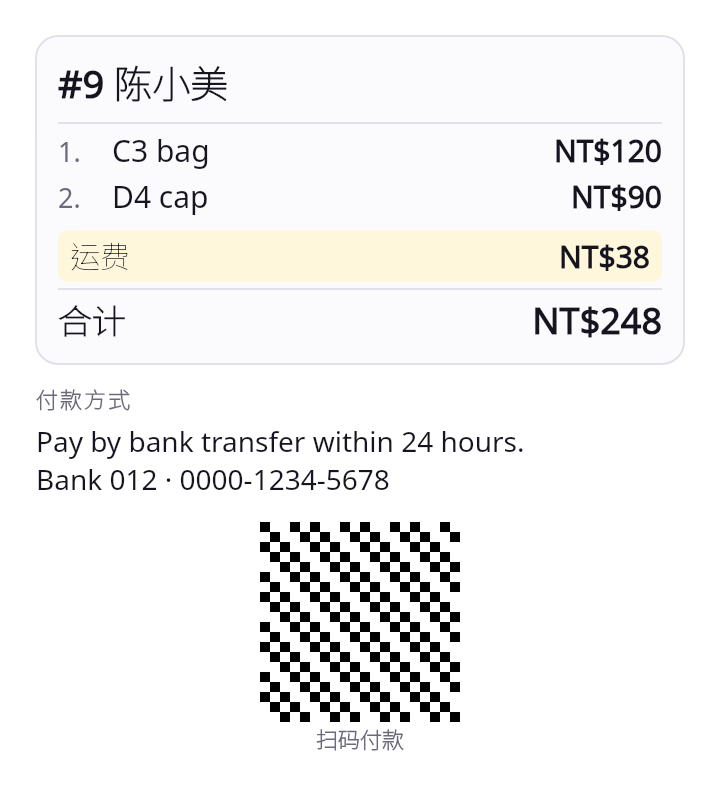 #9 陈小美
1. C3 bag NT$120
2. D4 cap NT$90
运费 NT$38
合计 NT$248
付款方式
Pay by bank transfer within 24 hours.
Bank 012 · 0000-1234-5678
扫码付款